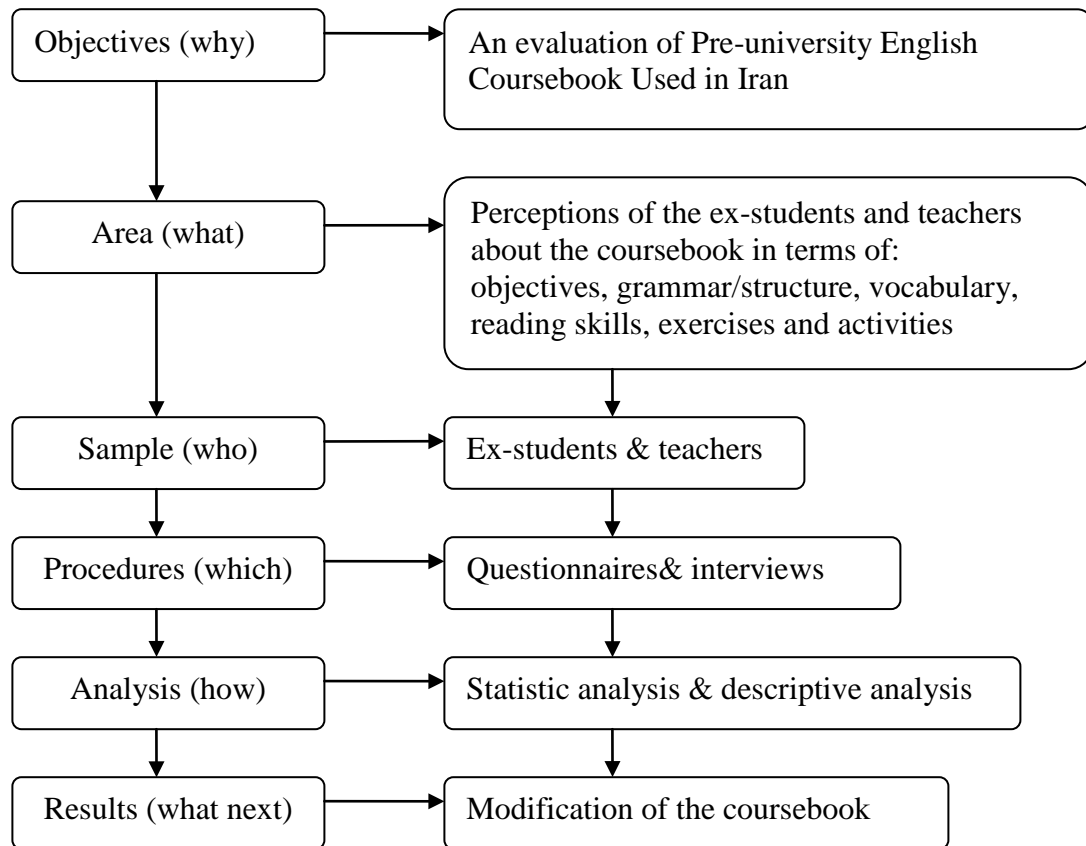 Objectives (why)
An evaluation of Pre-university English
Coursebook Used in Iran
Area (what)
Perceptions of the ex-students and teachers
about the coursebook in terms of:
objectives, grammar/structure, vocabulary,
reading skills, exercises and activities
Sample (who)
Ex-students & teachers
Procedures (which)
Questionnaires& interviews
Analysis (how)
Statistic analysis & descriptive analysis
Results (what next)
Modification of the coursebook